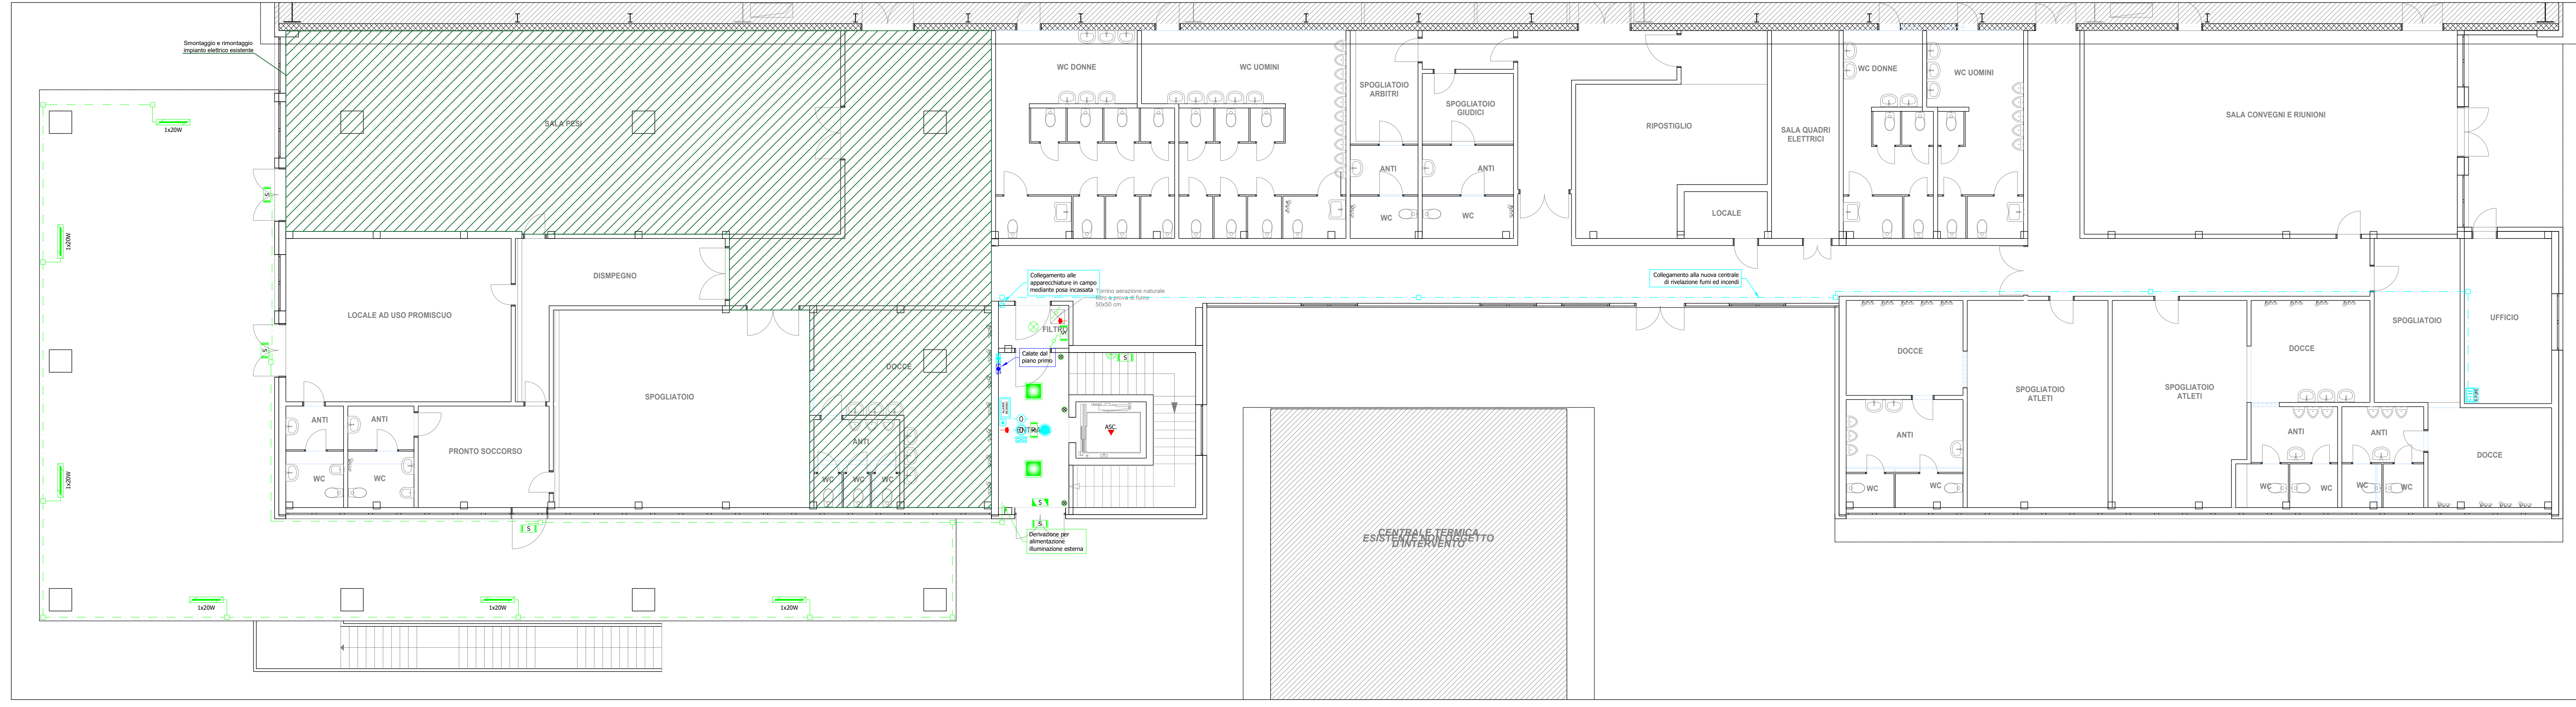 Smontaggio e rimontaggio
impianto elettrico esistente
1x20W
S
1x20W
S
SALA PESI
WC DONNE
WC UOMINI
SPOGLIATOIO
ARBITRI
SPOGLIATOIO
GIUDICI
ANTI
ANTI
WC
WC
RIPOSTIGLIO
LOCALE
SALA QUADRI
ELETTRICI
WC DONNE
WC UOMINI
SALA CONVEGNI E RIUNIONI
DISMPEGNO
LOCALE AD USO PROMISCUO
Collegamento alle
apparecchiature in campo
mediante posa incassata
Torrino aerazione naturale
filtro a prova di fumo
50x50 cm
FILTRO
Calate dal
piano primo
S
Collegamento alla nuova centrale
di rivelazione fumi ed incendi
DOCCE
SPOGLIATOIO
ANTI
ANTI
WC
WC
PRONTO SOCCORSO
ANTI
WC
WC
WC
ASC.
S
S
S
Derivazione per
alimentazione
illuminazione esterna
1x20W
1x20W
1x20W
1x20W
CENTRALE TERMICA
ESISTENTE NON OGGETTO
D'INTERVENTO
DOCCE
SPOGLIATOIO
ATLETI
SPOGLIATOIO
ATLETI
DOCCE
SPOGLIATOIO
UFFICIO
ANTI
ANTI
ANTI
DOCCE
WC
WC
WC
WC
WC
WC